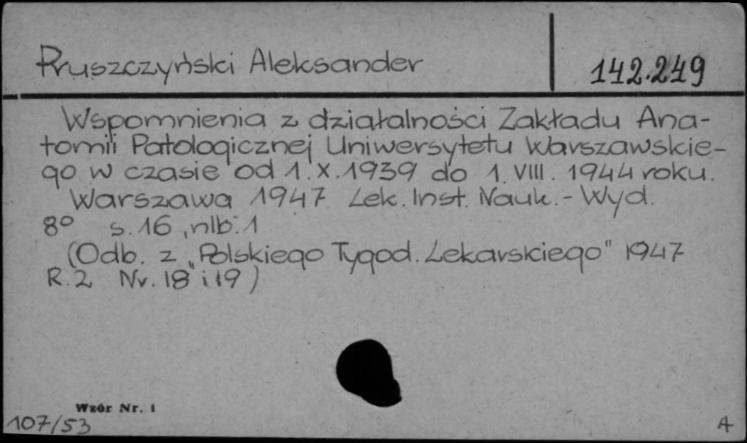 Pruszczyński Aleksander
142.249
Wspomnienia z działalności Zakładu Ana-
tomii Patologicznej Uniwersytetu Warszawskie-
go w czasie od 1.X.1939 do 1.VIII.1944 roku.
Warszawa 1947 Lek. Inst. Nauk.-Wyd.
8° s.16, nlb.1
(Odb. z "Polskiego Tygod. Lekarskiego" 1947
R.2 Nr. 18 i 19)
Wzór Nr. 1
107/53
A